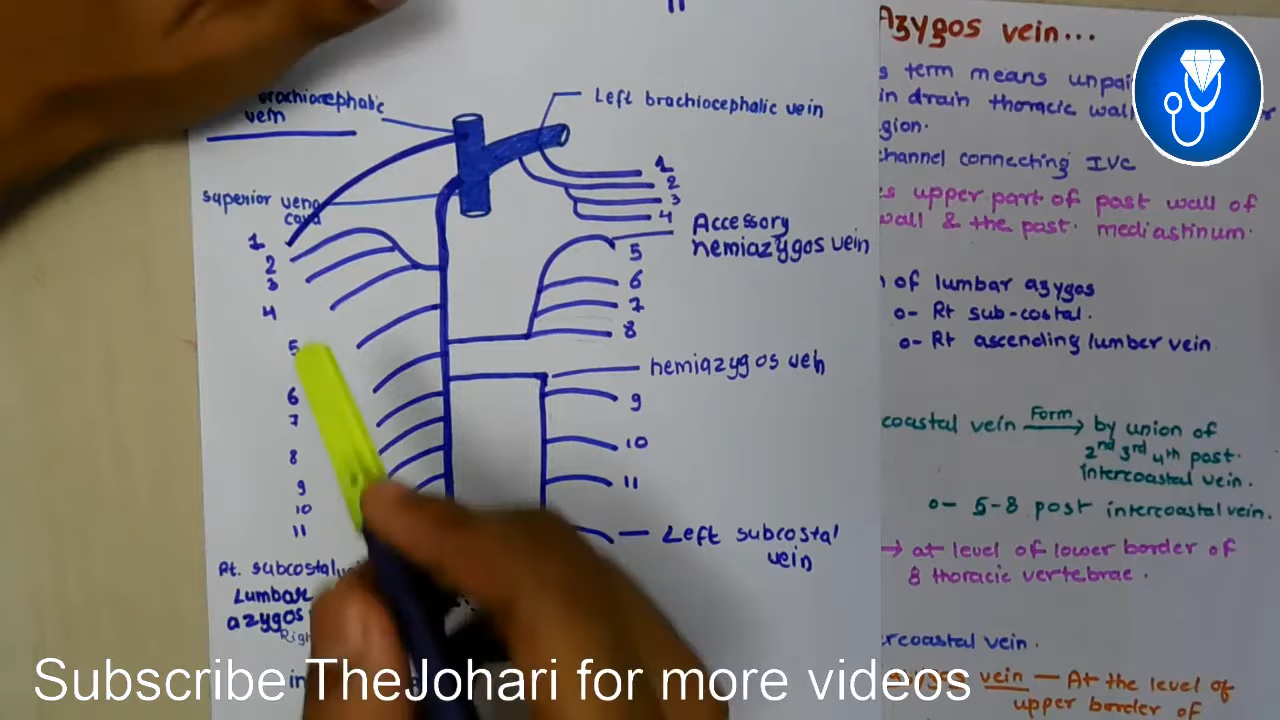 brachiocephalic
vein
Left brachiocephalic vein
superior vena
cava
1
2
3
4
5
6
7
8
9
10
11
Rt. subcostal
Lumbar
azygos
Righ
in
1
2
3
4
Accessory
hemiazygos vein
5
6
7
8
hemiazygos vein
9
10
11
Left subcostal
vein
Azygos vein...
s term means unpai
in drain thoracic wal
gion.
channel connecting IVC
es upper part of post wall of
wall & the post. mediastinum.
of lumbar azygos
o- Rt sub-costal.
o- Rt ascending lumber vein
coastal vein Form → by union of
2nd 3rd 4th post.
intercoastal vein.
o- 5-8 post intercoastal vein.
→ at level of lower border of
8 thoracic vertebrae.
ercoastal vein.
vein — At the level of
upper border of
Subscribe TheJohari for more videos